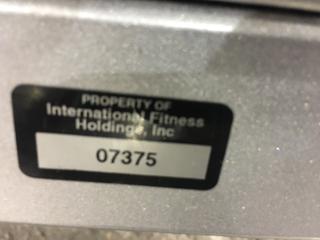 PROPERTY OF
International Fitness
Holdings, Inc
07375